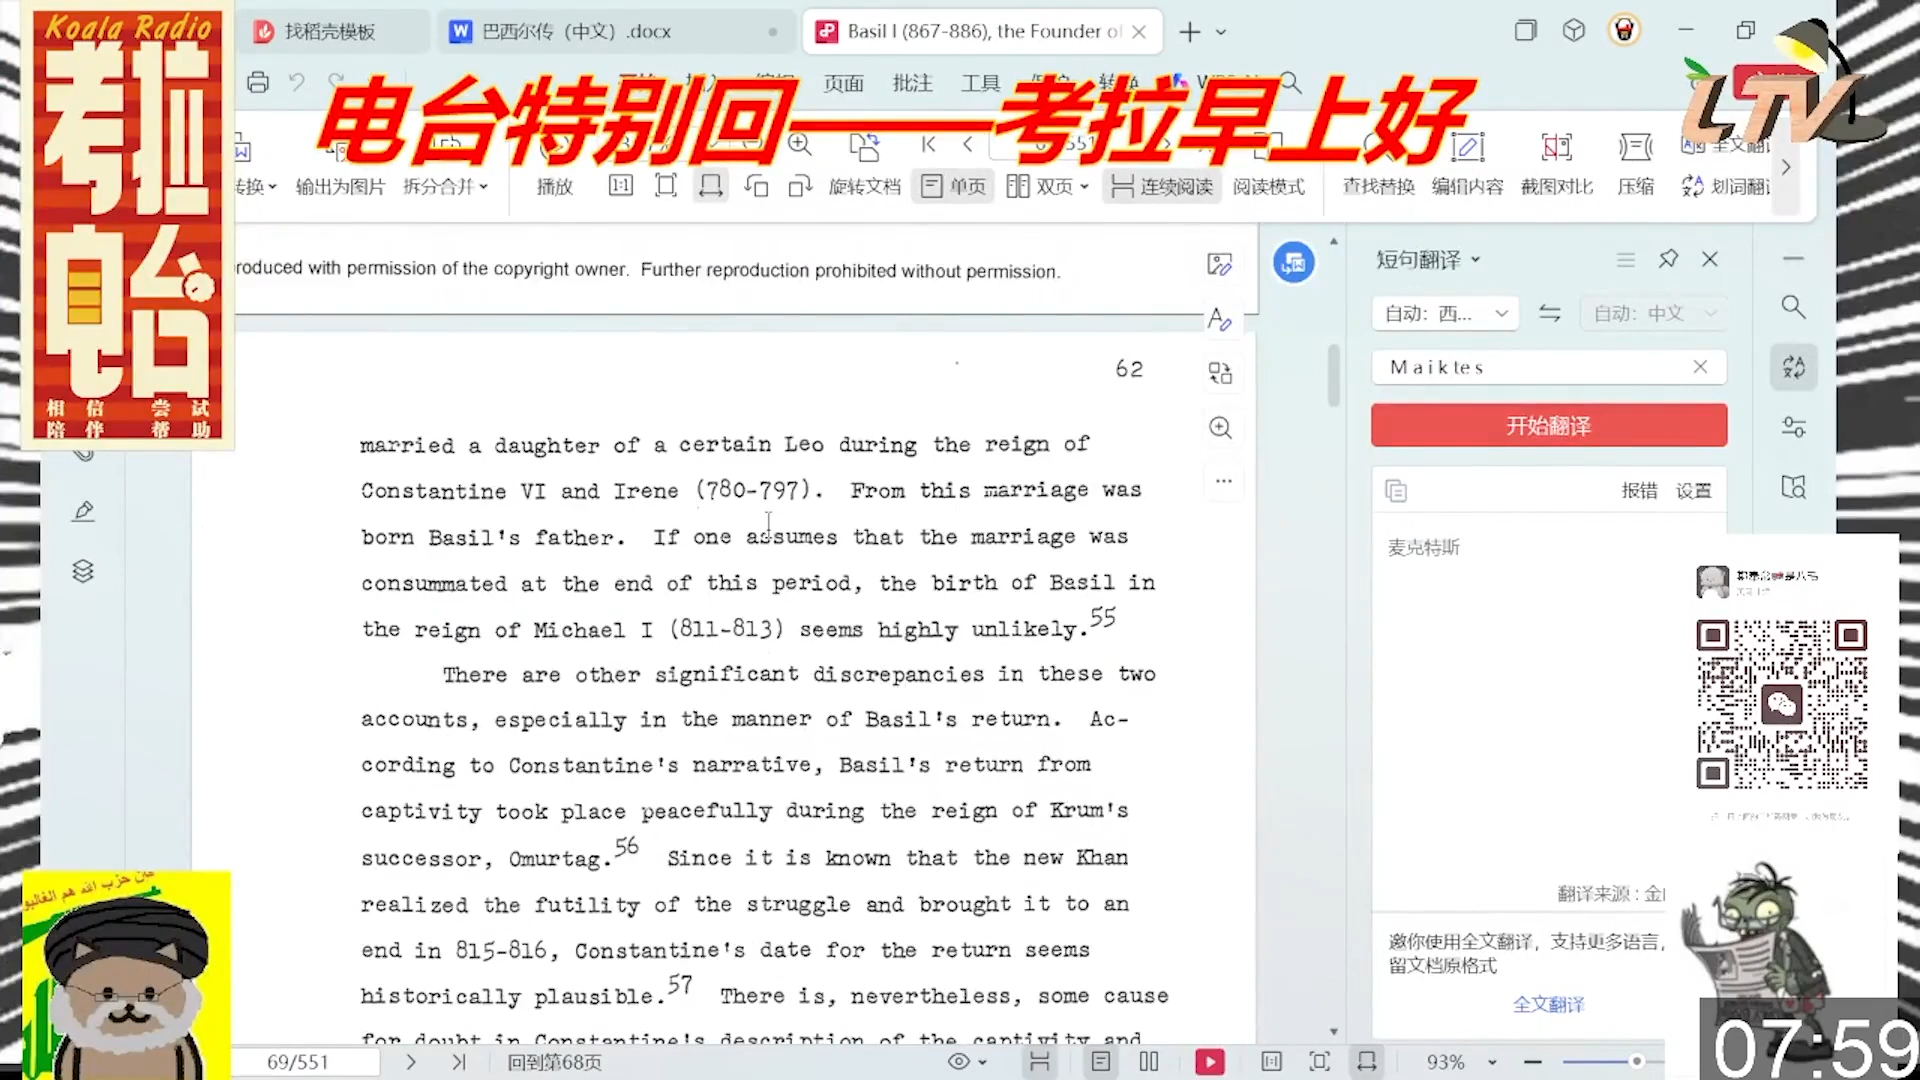 Koala Radio
考拉
电台
相信 尝试
陪伴 帮助
找稻壳模板
巴西尔传（中文）.docx
Basil I (867-886), the Founder of
页面 批注 工具
电台特别回——考拉早上好
LTV
转换 输出为图片 拆分合并 播放 旋转文档 单页 双页 连续阅读 阅读模式 查找替换 编辑内容 截图对比 压缩
全文翻
划词翻
roduced with permission of the copyright owner. Further reproduction prohibited without permission.
62
married a daughter of a certain Leo during the reign of
Constantine VI and Irene (780-797). From this marriage was
born Basil's father. If one assumes that the marriage was
consummated at the end of this period, the birth of Basil in
the reign of Michael I (811-813) seems highly unlikely.55
There are other significant discrepancies in these two
accounts, especially in the manner of Basil's return. Ac-
cording to Constantine's narrative, Basil's return from
captivity took place peacefully during the reign of Krum's
successor, Omurtag.56 Since it is known that the new Khan
realized the futility of the struggle and brought it to an
end in 815-816, Constantine's date for the return seems
historically plausible.57 There is, nevertheless, some cause
for doubt in Constantine's description of the captivity and
短句翻译
自动：西... 自动：中文
Maiktes
开始翻译
报错 设置
麦克特斯
翻译来源：金
邀你使用全文翻译，支持更多语言，
留文档原格式
全文翻译
69/551
回到第68页
93%
07:59